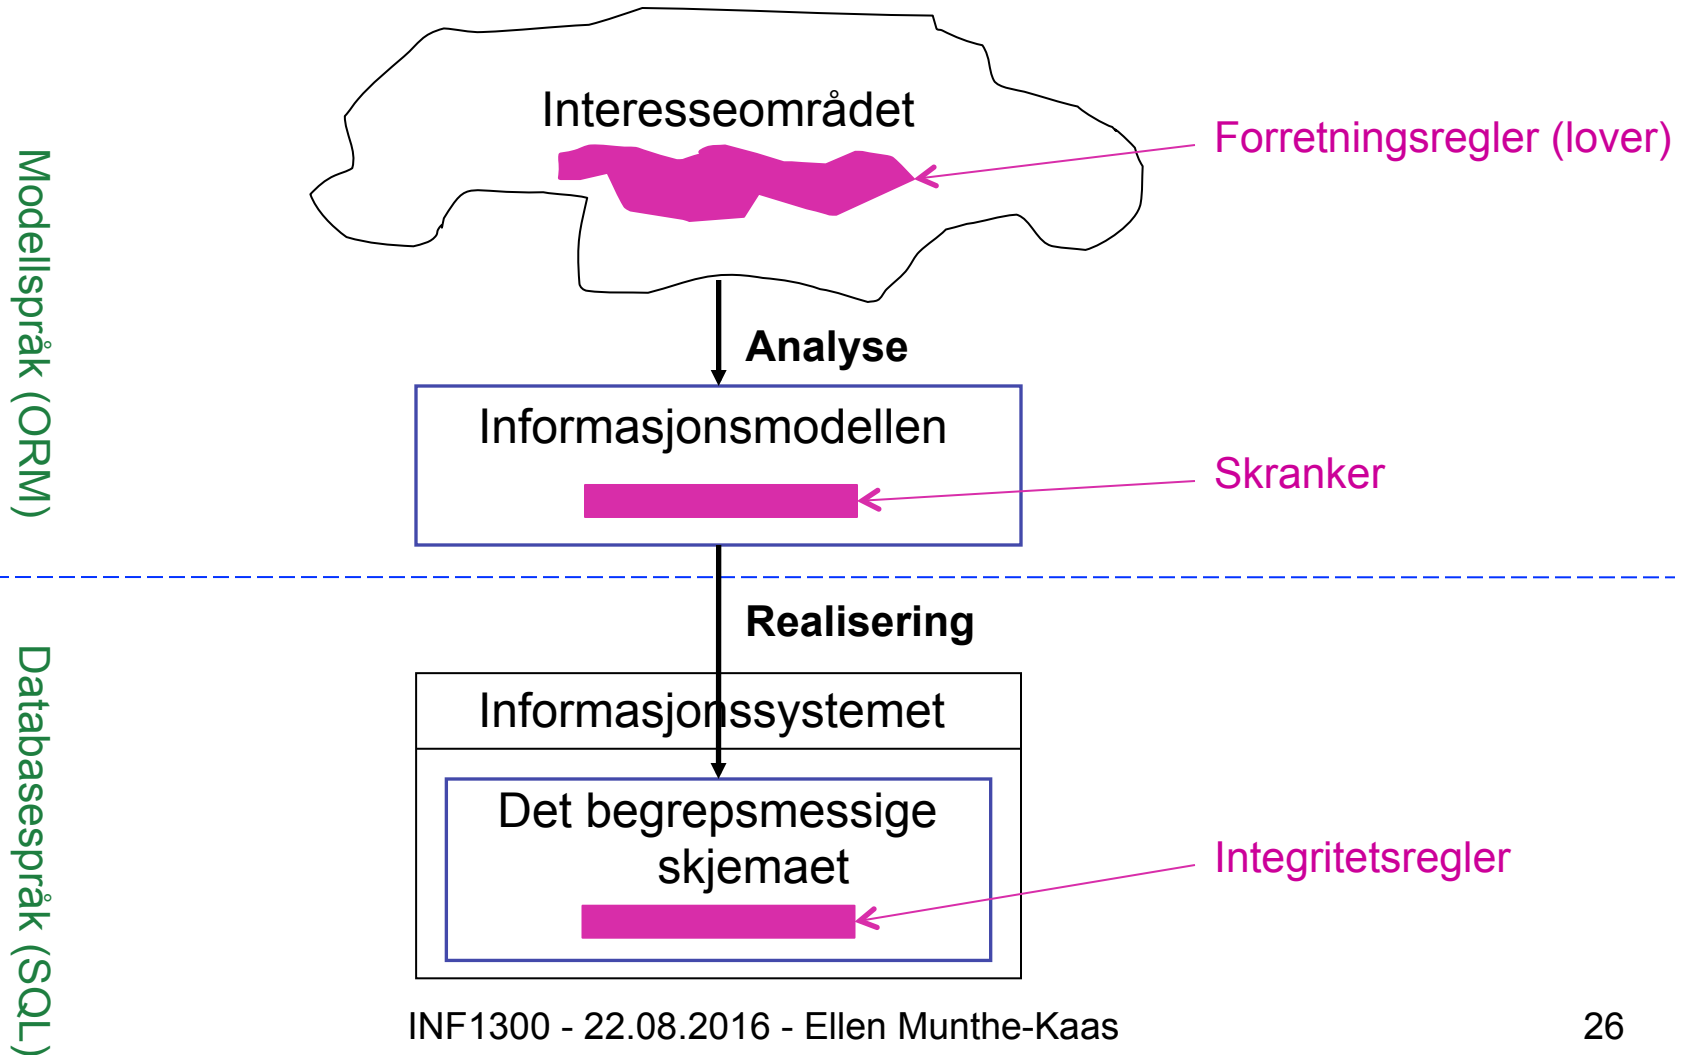 Interesseområdet
Forretningsregler (lover)
Modellspråk (ORM)
Analyse
Informasjonsmodellen
Skranker
Realisering
Databasespråk (SQL)
Informasjonssystemet
Det begrepsmessige
skjemaet
Integritetsregler
INF1300 - 22.08.2016 - Ellen Munthe-Kaas
26